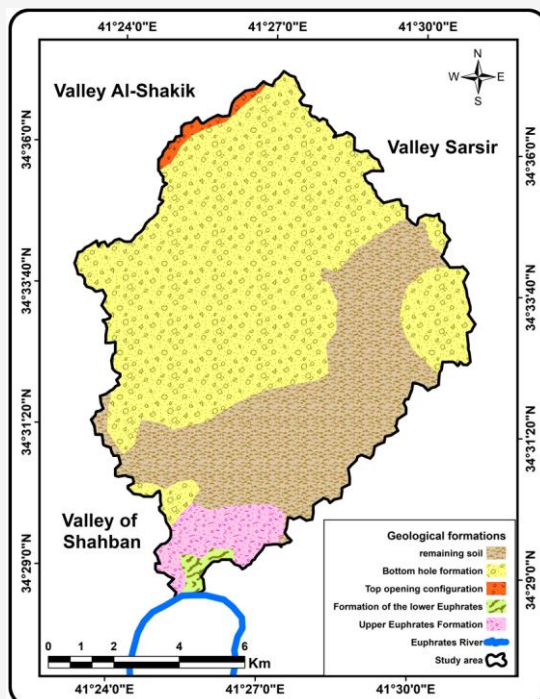 41°24'0"E
41°27'0"E
41°30'0"E
Valley Al-Shakik
N
W E
S
34°36'0"N
Valley Sarsir
34°36'0"N
34°33'40"N
34°33'40"N
34°31'20"N
34°31'20"N
Valley of
Shahban
34°29'0"N
34°29'0"N
Geological formations
remaining soil
Bottom hole formation
Top opening configuration
Formation of the lower Euphrates
Upper Euphrates Formation
Euphrates River
Study area
0 1 2 4 6
Km
41°24'0"E
41°27'0"E
41°30'0"E